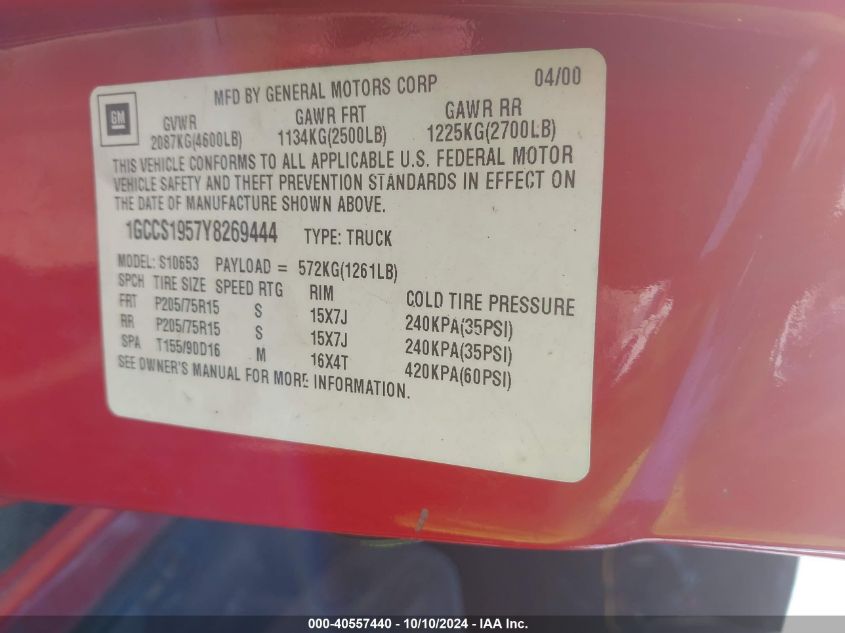 GM
MFD BY GENERAL MOTORS CORP 04/00
GVWR GAWR FRT GAWR RR
2087KG(4600LB) 1134KG(2500LB) 1225KG(2700LB)
THIS VEHICLE CONFORMS TO ALL APPLICABLE U.S. FEDERAL MOTOR
VEHICLE SAFETY AND THEFT PREVENTION STANDARDS IN EFFECT ON
THE DATE OF MANUFACTURE SHOWN ABOVE.
1GCCS1957Y8269444 TYPE: TRUCK
MODEL: S10653 PAYLOAD = 572KG(1261LB)
SPCH TIRE SIZE SPEED RTG RIM COLD TIRE PRESSURE
FRT P205/75R15 S 15X7J 240KPA(35PSI)
RR P205/75R15 S 15X7J 240KPA(35PSI)
SPA T155/90D16 M 16X4T 420KPA(60PSI)
SEE OWNER'S MANUAL FOR MORE INFORMATION.
000-40557440 - 10/10/2024 - IAA Inc.